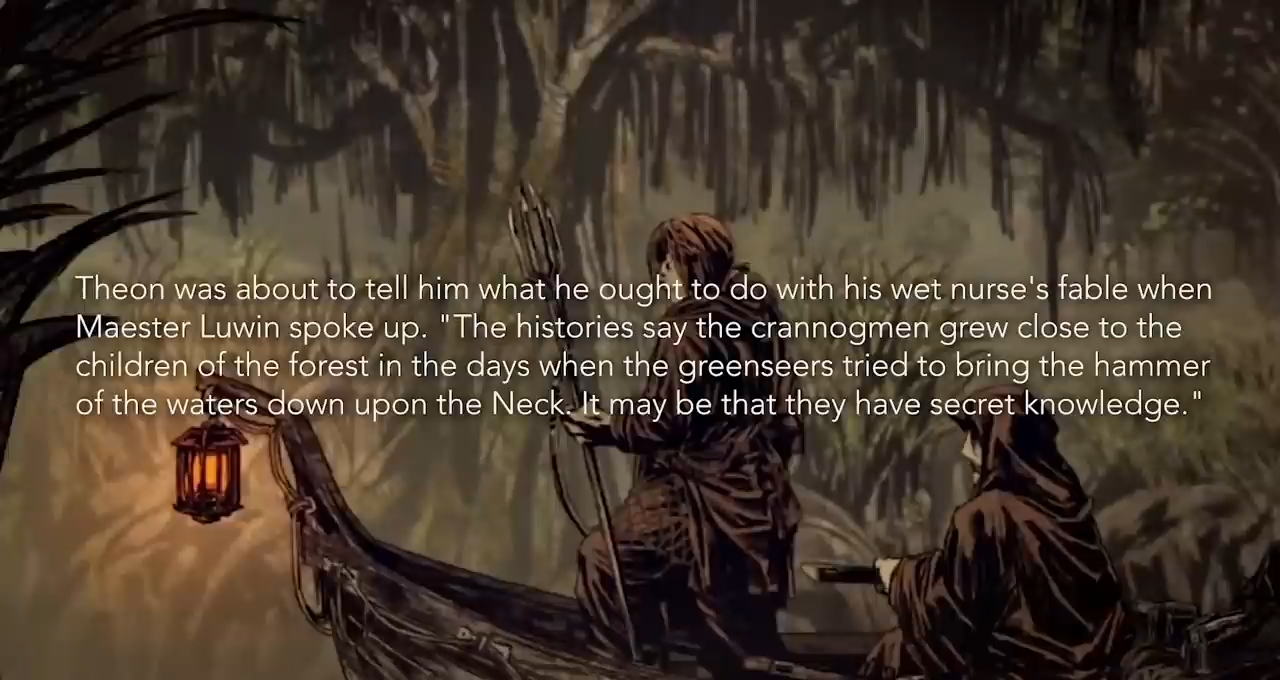 Theon was about to tell him what he ought to do with his wet nurse's fable when
Maester Luwin spoke up. "The histories say the crannogmen grew close to the
children of the forest in the days when the greenseers tried to bring the hammer
of the waters down upon the Neck. It may be that they have secret knowledge."